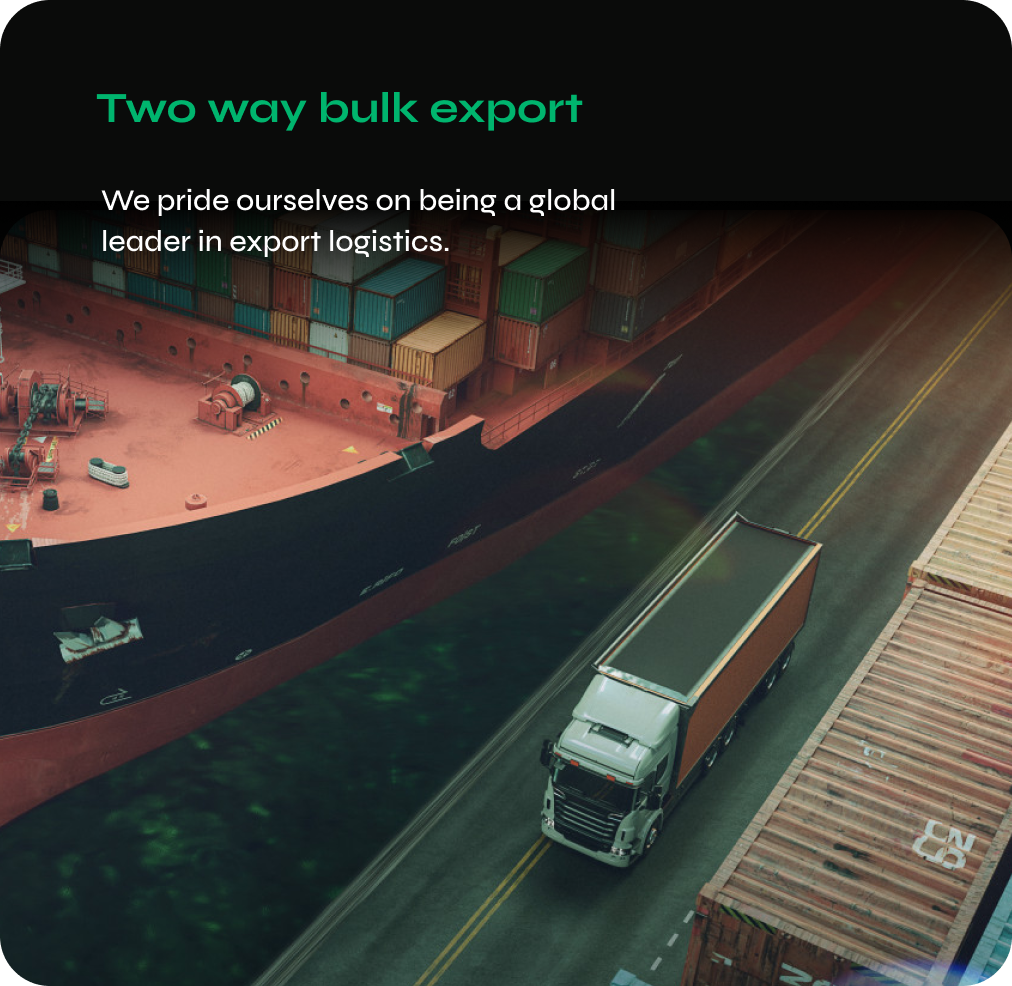 Two way bulk export
We pride ourselves on being a global
leader in export logistics.